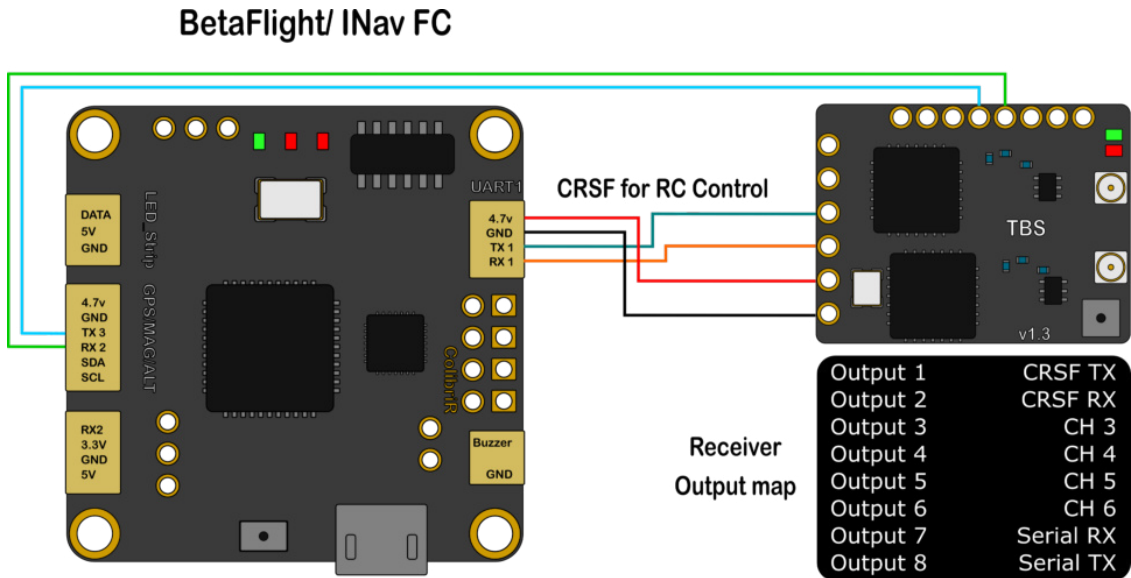 BetaFlight/ INav FC
DATA
5V
GND
LED_Strip
4.7v
GND
TX 3
RX 2
SDA
SCL
GPS/MAG/ALT
RX2
3.3V
GND
5V
UART1
4.7v
GND
TX 1
RX 1
ColibriR
Buzzer
GND
CRSF for RC Control
TBS
v1.3
Receiver
Output map
Output 1 CRSF TX
Output 2 CRSF RX
Output 3 CH 3
Output 4 CH 4
Output 5 CH 5
Output 6 CH 6
Output 7 Serial RX
Output 8 Serial TX